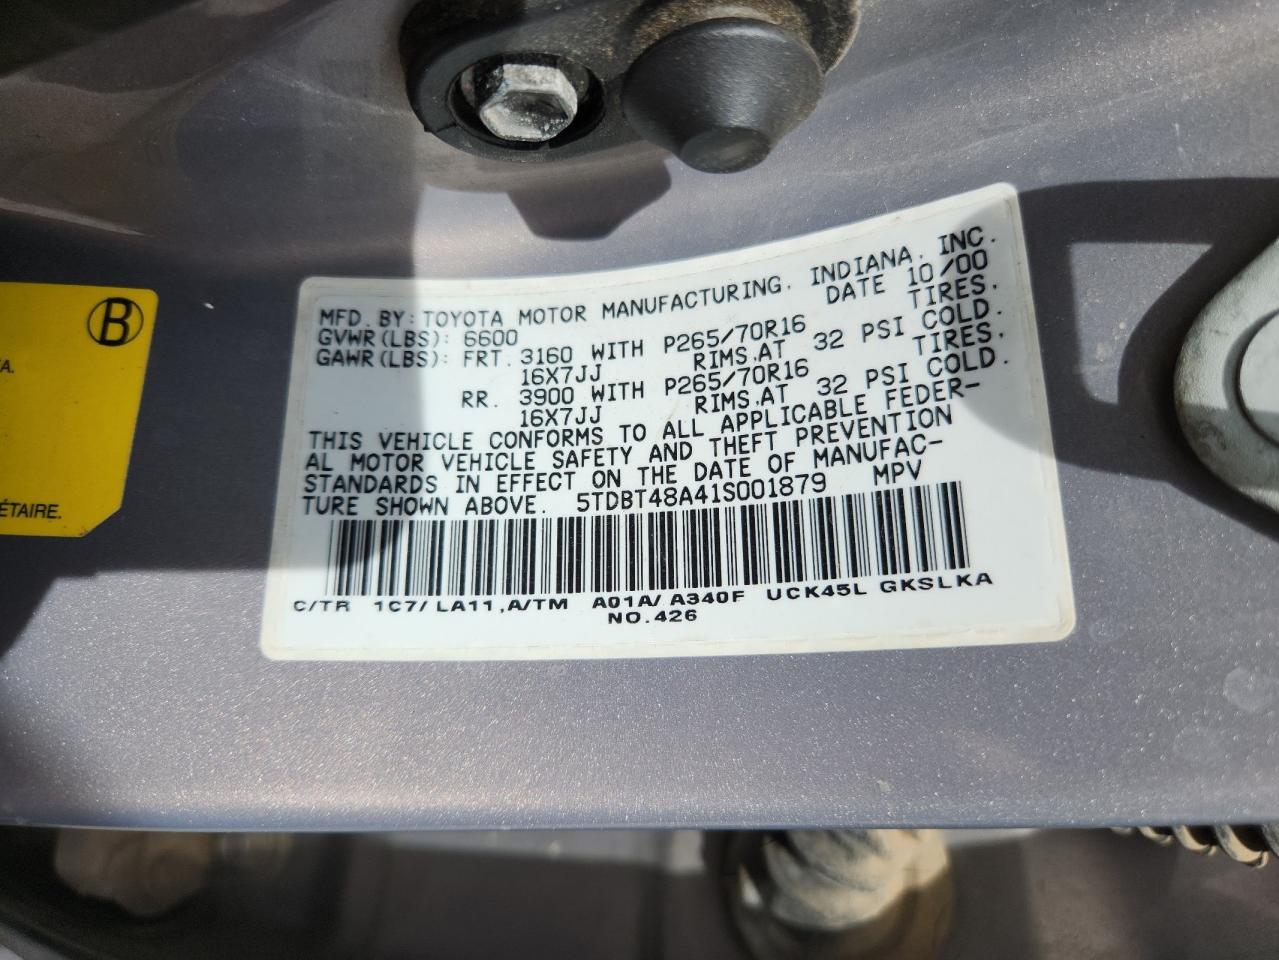 B
A.
ÉTAIRE.
MFD. BY: TOYOTA MOTOR MANUFACTURING, INDIANA, INC.
GVWR(LBS): 6600 DATE 10/00
GAWR(LBS): FRT. 3160 WITH P265/70R16 TIRES,
16X7JJ RIMS,AT 32 PSI COLD.
RR. 3900 WITH P265/70R16 TIRES,
16X7JJ RIMS,AT 32 PSI COLD.
THIS VEHICLE CONFORMS TO ALL APPLICABLE FEDER-
AL MOTOR VEHICLE SAFETY AND THEFT PREVENTION
STANDARDS IN EFFECT ON THE DATE OF MANUFAC-
TURE SHOWN ABOVE. 5TDBT48A41S001879 MPV
C/TR 1C7/LA11,A/TM A01A/A340F UCK45L GKSLKA
NO.426